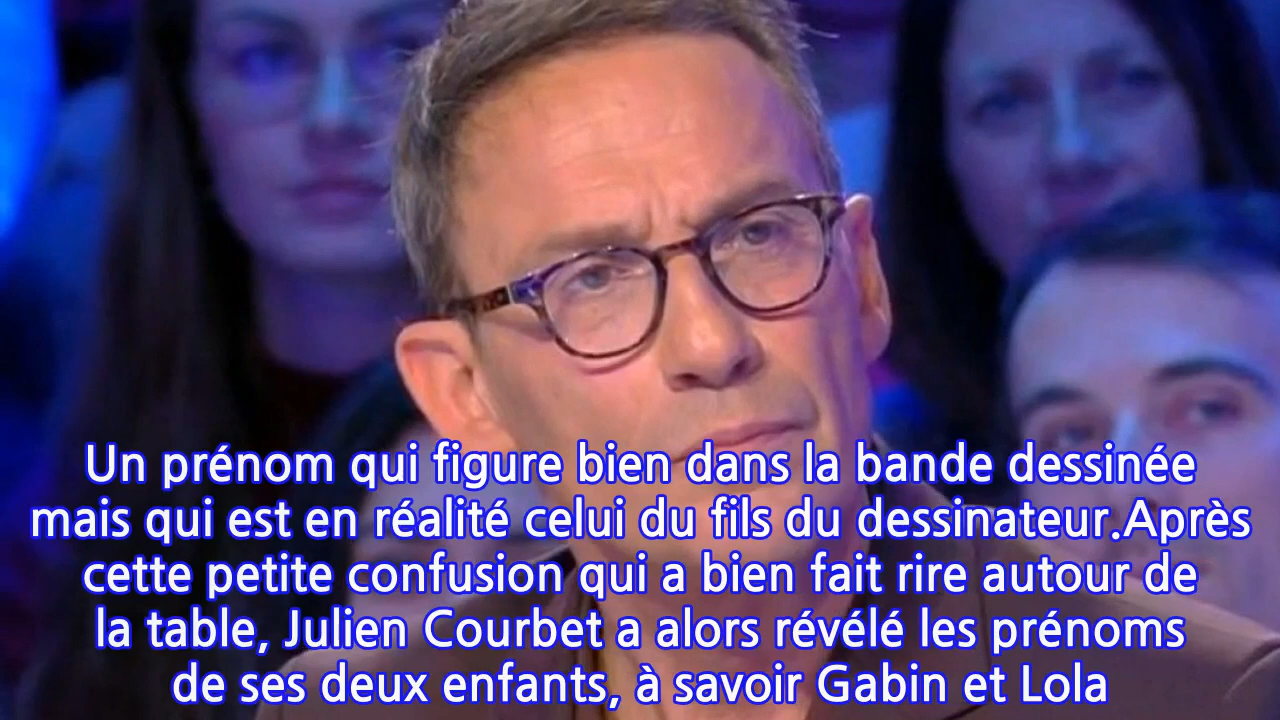 Un prénom qui figure bien dans la bande dessinée
mais qui est en réalité celui du fils du dessinateur.Après
cette petite confusion qui a bien fait rire autour de
la table, Julien Courbet a alors révélé les prénoms
de ses deux enfants, à savoir Gabin et Lola